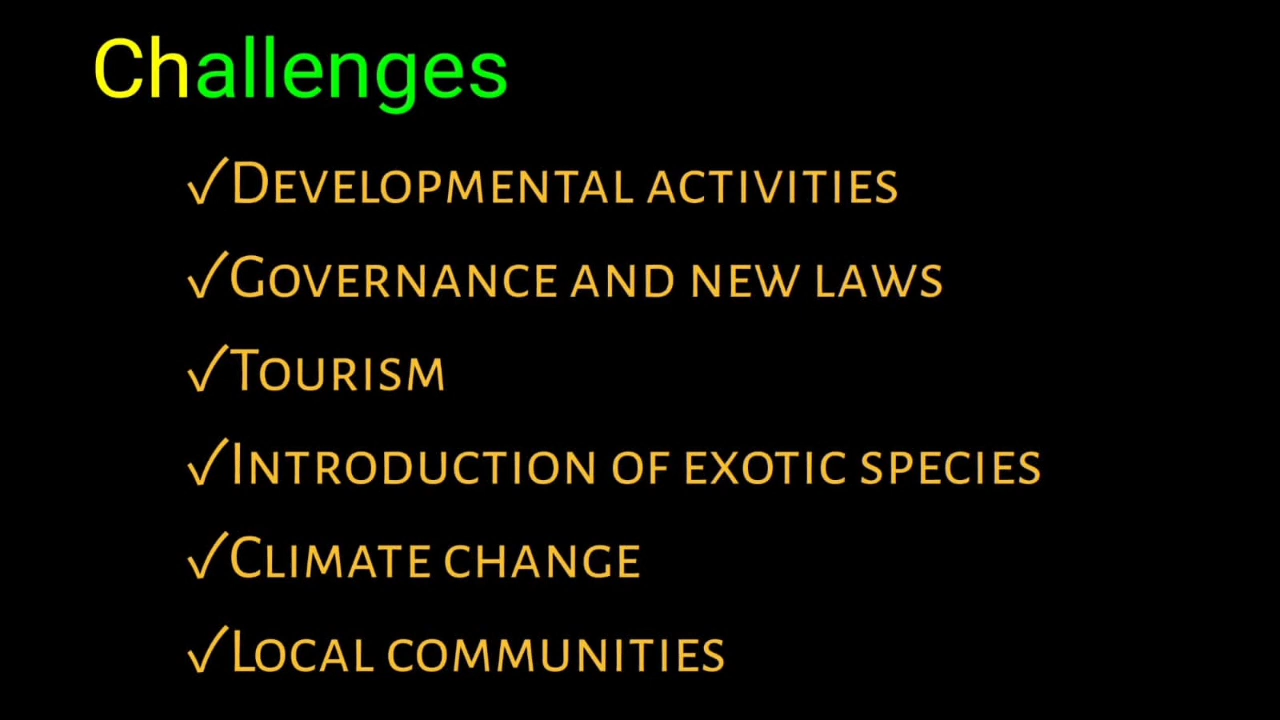 Challenges
✓Developmental activities
✓Governance and new laws
✓Tourism
✓Introduction of exotic species
✓Climate change
✓Local communities